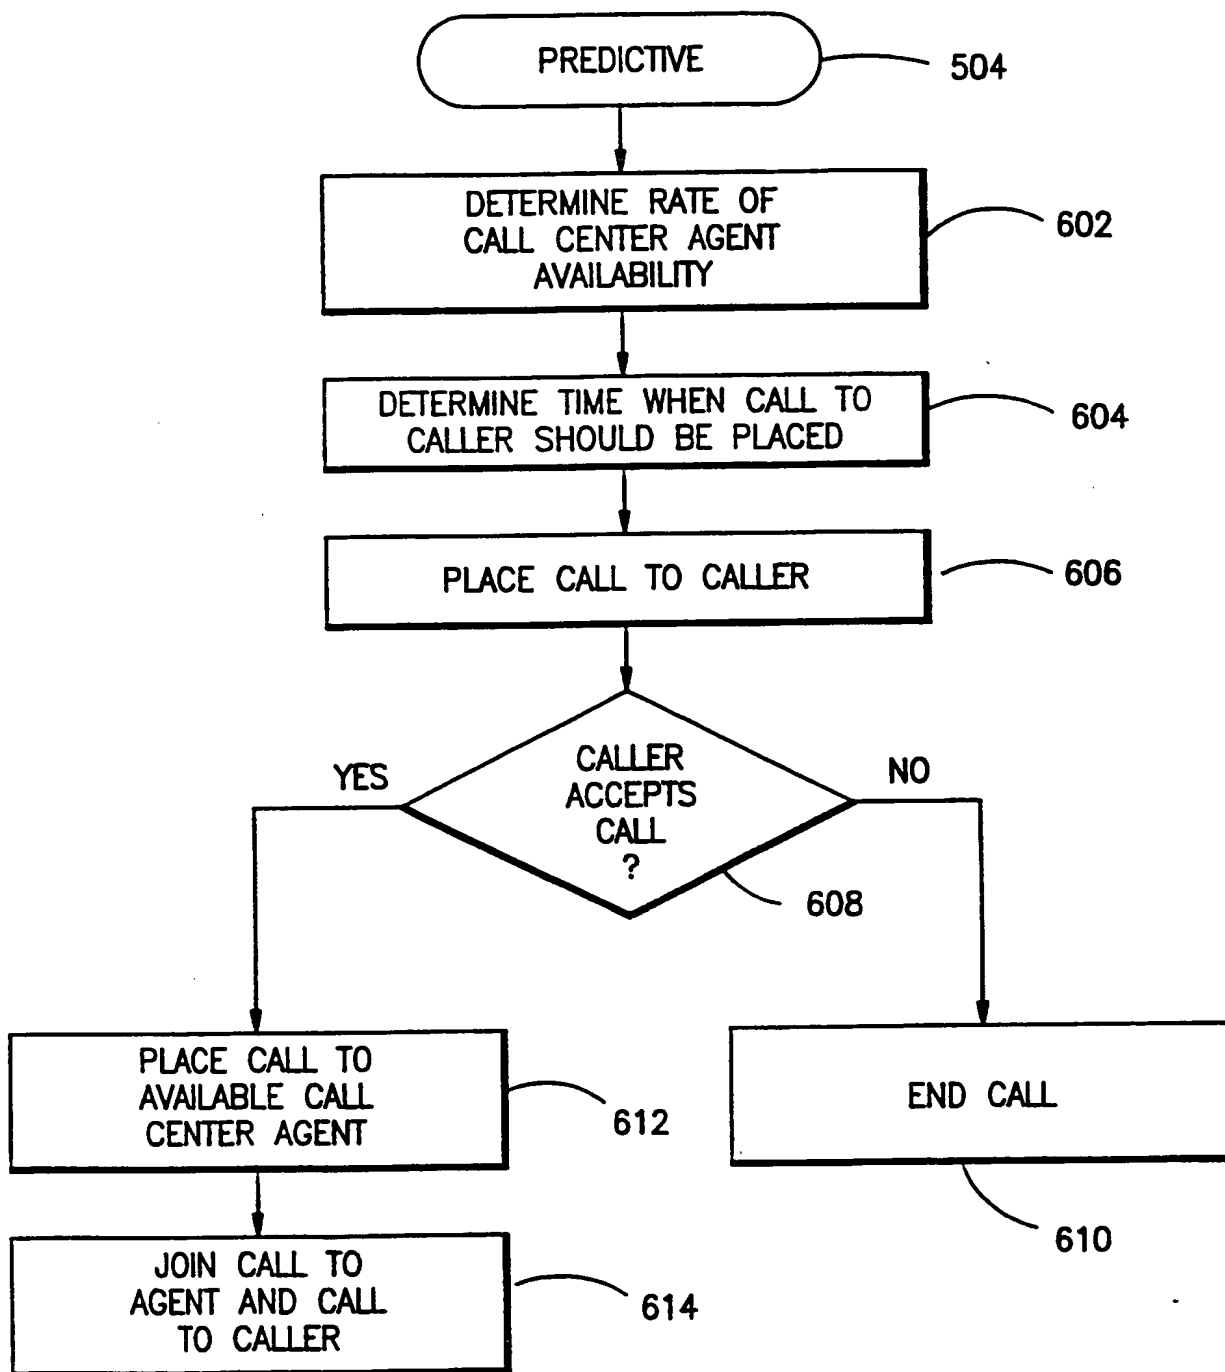 PREDICTIVE
504
DETERMINE RATE OF
CALL CENTER AGENT
AVAILABILITY
602
DETERMINE TIME WHEN CALL TO
CALLER SHOULD BE PLACED
604
PLACE CALL TO CALLER
606
CALLER
ACCEPTS
CALL
?
YES
NO
608
PLACE CALL TO
AVAILABLE CALL
CENTER AGENT
612
END CALL
610
JOIN CALL TO
AGENT AND CALL
TO CALLER
614